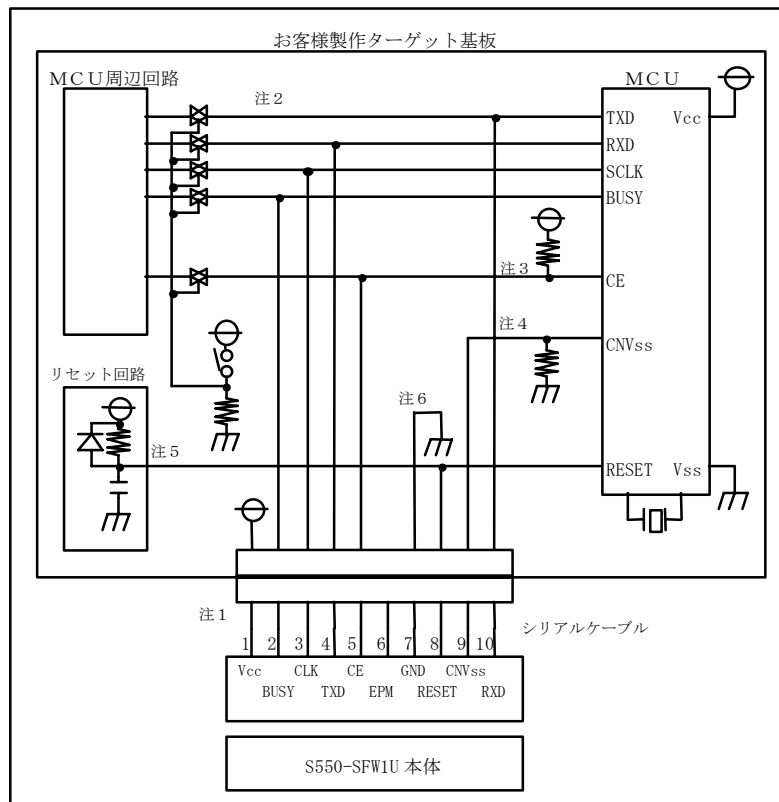 お客様製作ターゲット基板
MCU周辺回路
MCU
注2
TXD
Vcc
RXD
SCLK
BUSY
注3
CE
注4
CNVss
リセット回路
注6
注5
RESET
Vss
注1
シリアルケーブル
1 2 3 4 5 6 7 8 9 10
Vcc CLK CE GND CNVss
BUSY TXD EPM RESET RXD
S550-SFW1U 本体